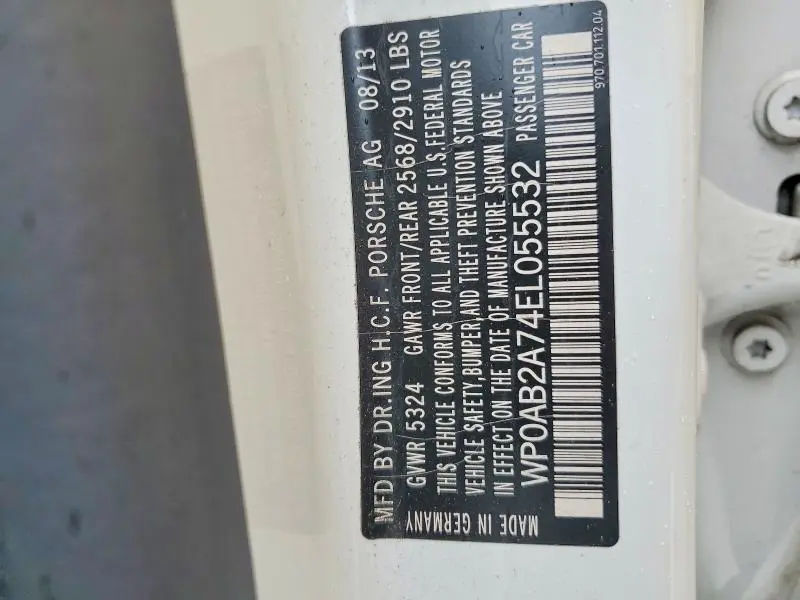 MFD BY DR.ING H.C.F. PORSCHE AG 08/13
GVWR 5324 GAWR FRONT/REAR 2568/2910 LBS
THIS VEHICLE CONFORMS TO ALL APPLICABLE U.S.FEDERAL MOTOR
VEHICLE SAFETY,BUMPER,AND THEFT PREVENTION STANDARDS
IN EFFECT ON THE DATE OF MANUFACTURE SHOWN ABOVE
WP0AB2A74EL055532 PASSENGER CAR
MADE IN GERMANY
970 701.112.04